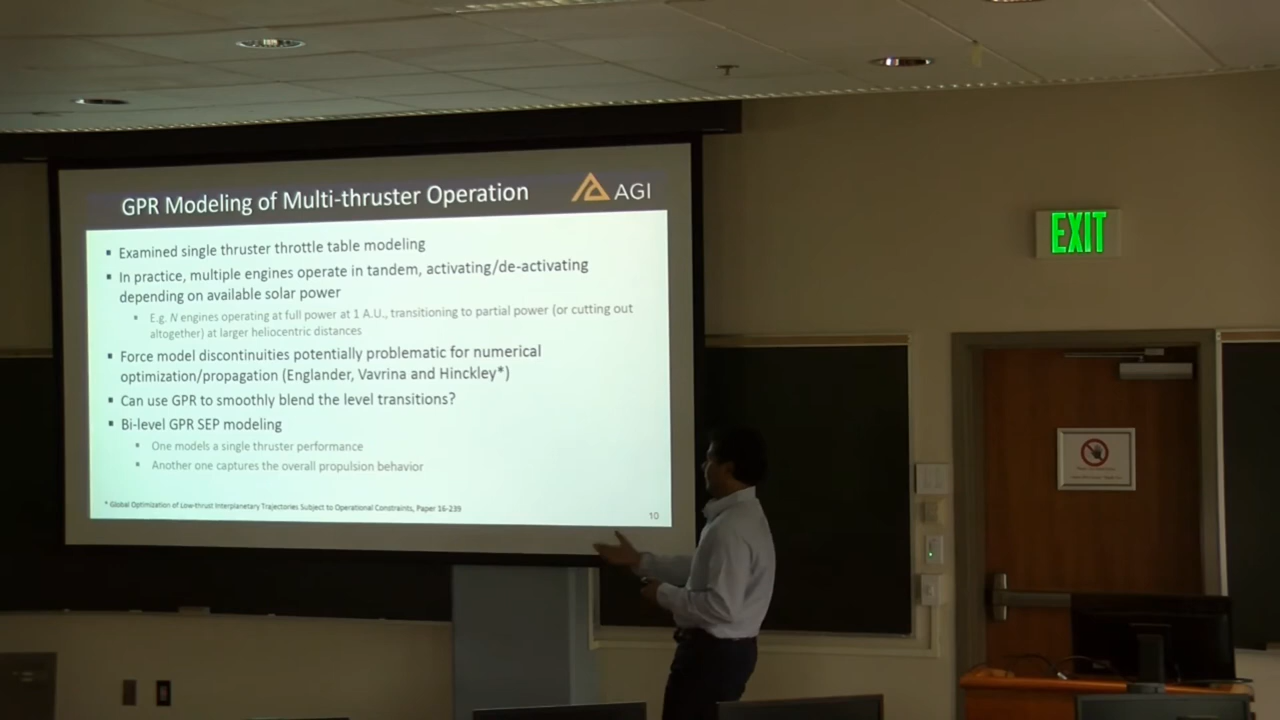 GPR Modeling of Multi-thruster Operation
AGI
▪ Examined single thruster throttle table modeling
▪ In practice, multiple engines operate in tandem, activating/de-activating
depending on available solar power
▪ E.g. N engines operating at full power at 1 A.U., transitioning to partial power (or cutting out
altogether) at larger heliocentric distances
▪ Force model discontinuities potentially problematic for numerical
optimization/propagation (Englander, Vavrina and Hinckley*)
▪ Can use GPR to smoothly blend the level transitions?
▪ Bi-level GPR SEP modeling
▪ One models a single thruster performance
▪ Another one captures the overall propulsion behavior
* Global Optimization of Low-thrust Interplanetary Trajectories Subject to Operational Constraints, Paper 16-239
10
EXIT